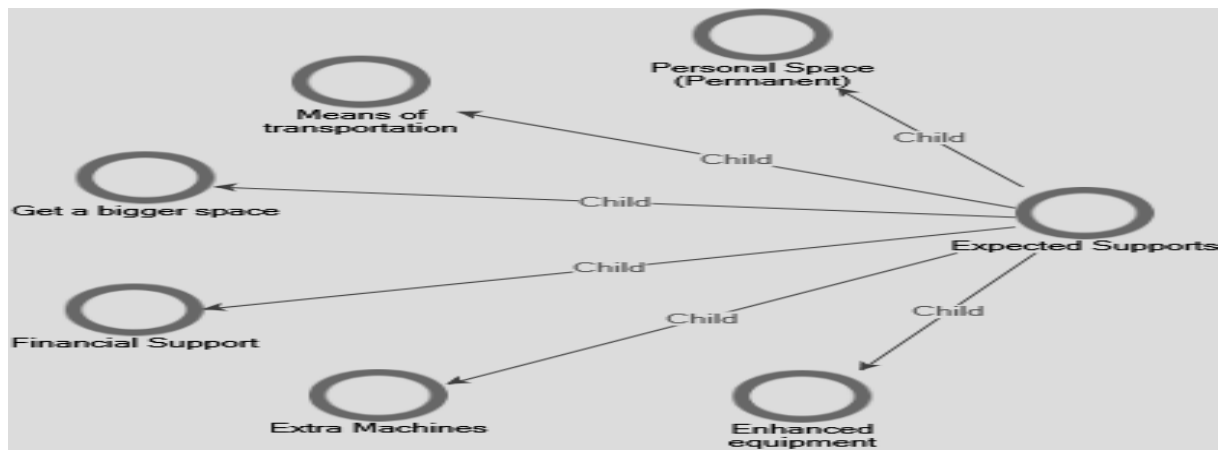 Personal Space
(Permanent)
Means of
transportation
Child
Child
Get a bigger space
Child
Expected Supports
Child
Financial Support
Child
Child
Extra Machines
Enhanced
equipment